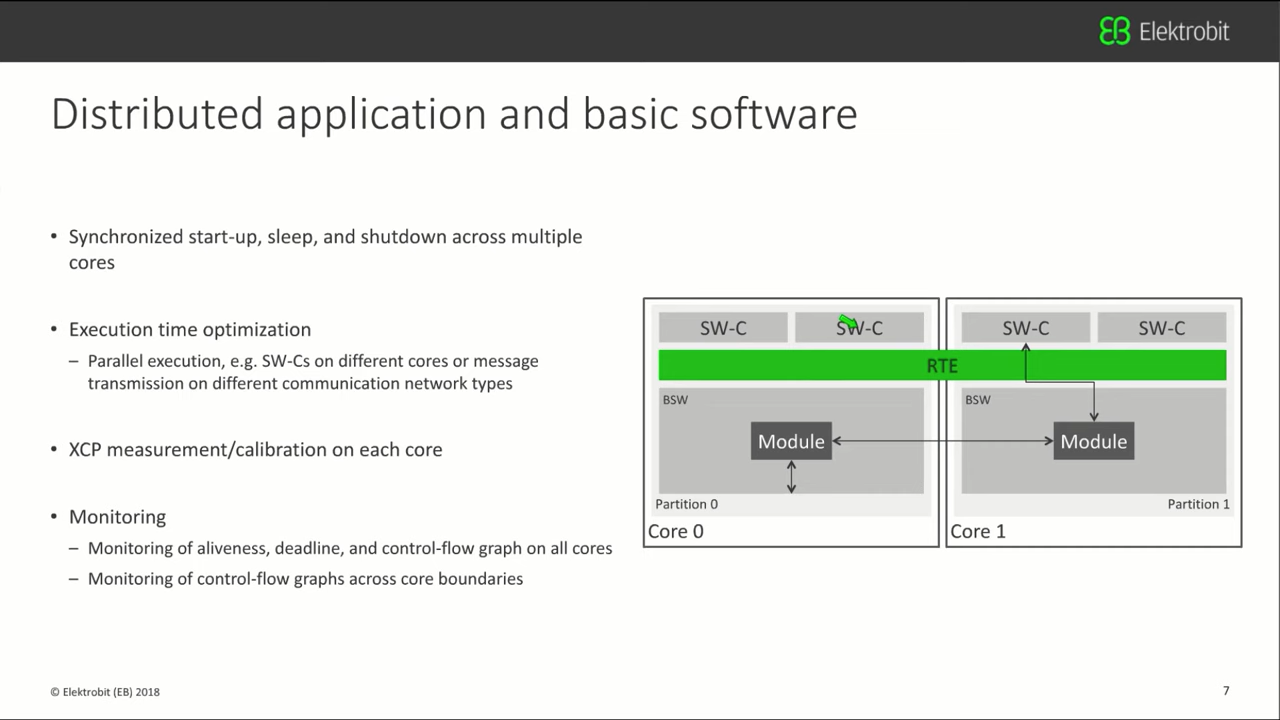 Elektrobit
Distributed application and basic software
• Synchronized start-up, sleep, and shutdown across multiple
cores
• Execution time optimization
– Parallel execution, e.g. SW-Cs on different cores or message
transmission on different communication network types
• XCP measurement/calibration on each core
• Monitoring
– Monitoring of aliveness, deadline, and control-flow graph on all cores
– Monitoring of control-flow graphs across core boundaries
SW-C SW-C SW-C SW-C
RTE
BSW BSW
Module Module
Partition 0 Partition 1
Core 0 Core 1
© Elektrobit (EB) 2018
7